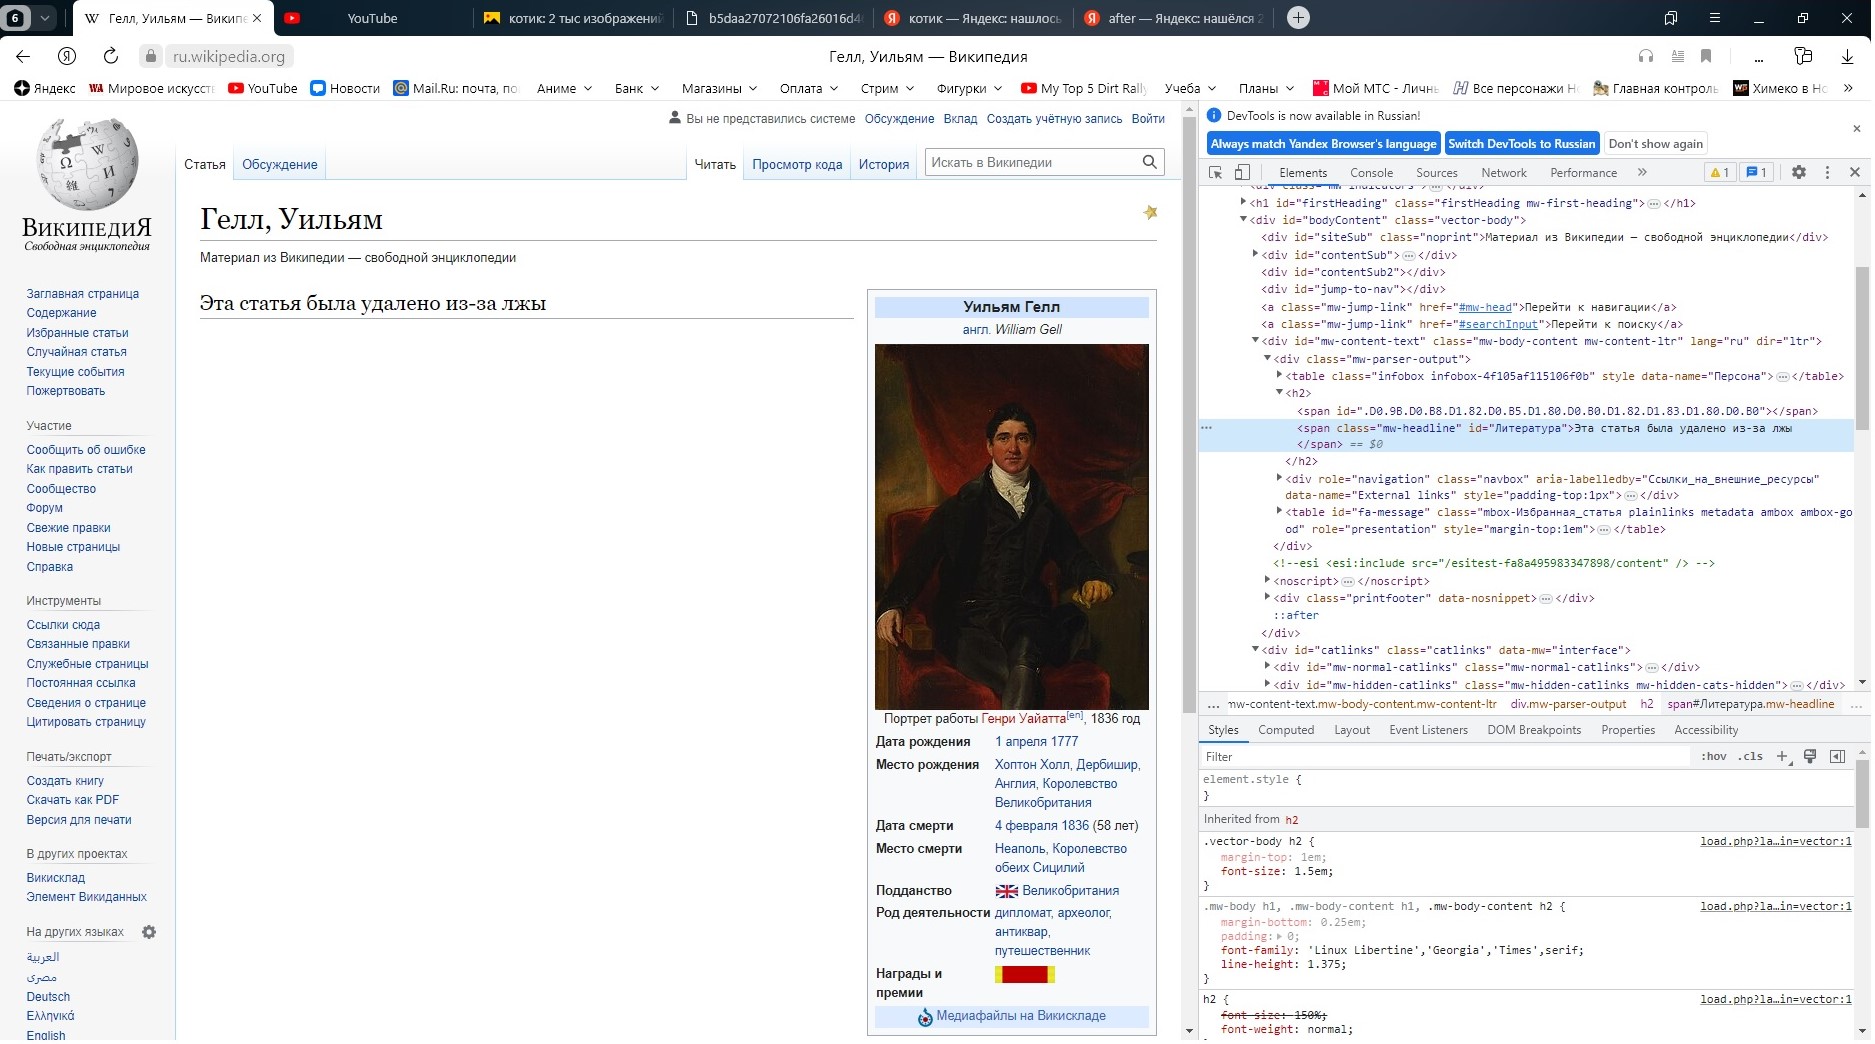 6
Гелл, Уильям — Википе
YouTube
котик: 2 тыс изображений
b5daa27072106fa26016d4
котик — Яндекс: нашлось
after — Яндекс: нашёлся 2
ru.wikipedia.org
Гелл, Уильям — Википедия
Яндекс
Мировое искусст
YouTube
Новости
Mail.Ru: почта, по
Аниме
Банк
Магазины
Оплата
Стрим
Фигурки
My Top 5 Dirt Rally
Учеба
Планы
Мой МТС - Личнь
Все персонажи Но
Главная контроль
Химеко в Но
Вы не представились системе
Обсуждение
Вклад
Создать учётную запись
Войти
Статья
Обсуждение
Читать
Просмотр кода
История
Искать в Википедии
ВикипедиЯ
Свободная энциклопедия
Заглавная страница
Содержание
Избранные статьи
Случайная статья
Текущие события
Пожертвовать
Участие
Сообщить об ошибке
Как править статьи
Сообщество
Форум
Свежие правки
Новые страницы
Справка
Инструменты
Ссылки сюда
Связанные правки
Служебные страницы
Постоянная ссылка
Сведения о странице
Цитировать страницу
Печать/экспорт
Создать книгу
Скачать как PDF
Версия для печати
В других проектах
Викисклад
Элемент Викиданных
На других языках
العربية
مصرى
Deutsch
Ελληνικά
English
Гелл, Уильям
Материал из Википедии — свободной энциклопедии
Эта статья была удалено из-за лжы
Уильям Гелл
англ. William Gell
Портрет работы Генри Уайатта[en], 1836 год
Дата рождения 1 апреля 1777
Место рождения Хоптон Холл, Дербишир,
Англия, Королевство
Великобритания
Дата смерти 4 февраля 1836 (58 лет)
Место смерти Неаполь, Королевство
обеих Сицилий
Подданство Великобритания
Род деятельности дипломат, археолог,
антиквар,
путешественник
Награды и
премии
Медиафайлы на Викискладе
DevTools is now available in Russian!
Always match Yandex Browser's language
Switch DevTools to Russian
Don't show again
Elements
Console
Sources
Network
Performance
1
1
<h1 id="firstHeading" class="firstHeading mw-first-heading">…</h1>
<div id="bodyContent" class="vector-body">
<div id="siteSub" class="noprint">Материал из Википедии — свободной энциклопедии</div>
<div id="contentSub">…</div>
<div id="contentSub2"></div>
<div id="jump-to-nav"></div>
<a class="mw-jump-link" href="#mw-head">Перейти к навигации</a>
<a class="mw-jump-link" href="#searchInput">Перейти к поиску</a>
<div id="mw-content-text" class="mw-body-content mw-content-ltr" lang="ru" dir="ltr">
<div class="mw-parser-output">
<table class="infobox infobox-4f105af115106f0b" style data-name="Персона">…</table>
<h2>
<span id=".D0.9B.D0.B8.D1.82.D0.B5.D1.80.D0.B0.D1.82.D1.83.D1.80.D0.B0"></span>
<span class="mw-headline" id="Литература">Эта статья была удалено из-за лжы
</span> == $0
</h2>
<div role="navigation" class="navbox" aria-labelledby="Ссылки_на_внешние_ресурсы"
data-name="External links" style="padding-top:1px">…</div>
<table id="fa-message" class="mbox-Избранная_статья plainlinks metadata ambox ambox-go
od" role="presentation" style="margin-top:1em">…</table>
</div>
<!--esi <esi:include src="/esitest-fa8a495983347898/content" /> -->
<noscript>…</noscript>
<div class="printfooter" data-nosnippet>…</div>
::after
</div>
<div id="catlinks" class="catlinks" data-mw="interface">
<div id="mw-normal-catlinks" class="mw-normal-catlinks">…</div>
<div id="mw-hidden-catlinks" class="mw-hidden-catlinks mw-hidden-cats-hidden">…</div>
… mw-content-text.mw-body-content.mw-content-ltr div.mw-parser-output h2 span#Литература.mw-headline …
Styles
Computed
Layout
Event Listeners
DOM Breakpoints
Properties
Accessibility
Filter
:hov .cls
element.style {
}
Inherited from h2
.vector-body h2 { load.php?la…in=vector:1
margin-top: 1em;
font-size: 1.5em;
}
.mw-body h1, .mw-body-content h1, .mw-body-content h2 { load.php?la…in=vector:1
margin-bottom: 0.25em;
padding: 0;
font-family: 'Linux Libertine','Georgia','Times',serif;
line-height: 1.375;
}
h2 { load.php?la…in=vector:1
font-size: 150%;
font-weight: normal;